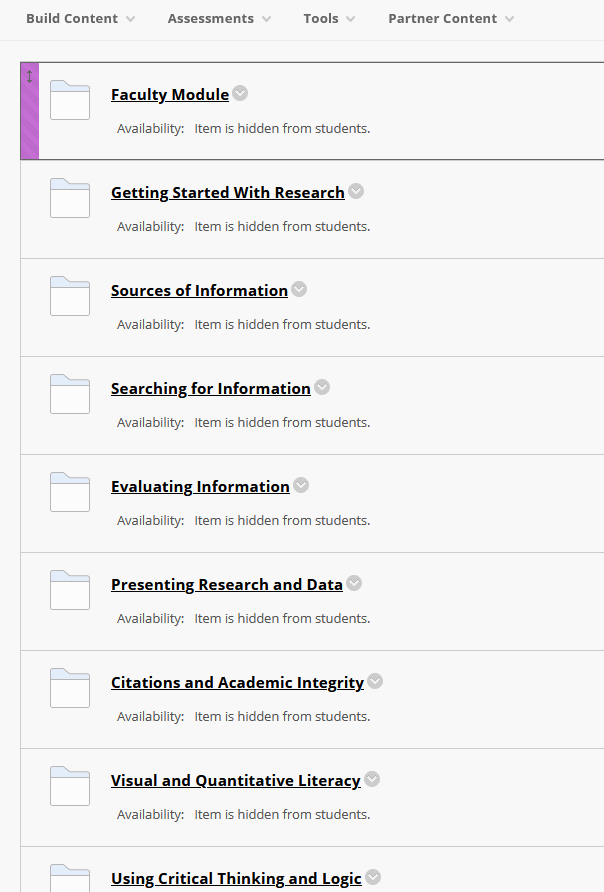 Build Content Assessments Tools Partner Content
Faculty Module
Availability: Item is hidden from students.
Getting Started With Research
Availability: Item is hidden from students.
Sources of Information
Availability: Item is hidden from students.
Searching for Information
Availability: Item is hidden from students.
Evaluating Information
Availability: Item is hidden from students.
Presenting Research and Data
Availability: Item is hidden from students.
Citations and Academic Integrity
Availability: Item is hidden from students.
Visual and Quantitative Literacy
Availability: Item is hidden from students.
Using Critical Thinking and Logic